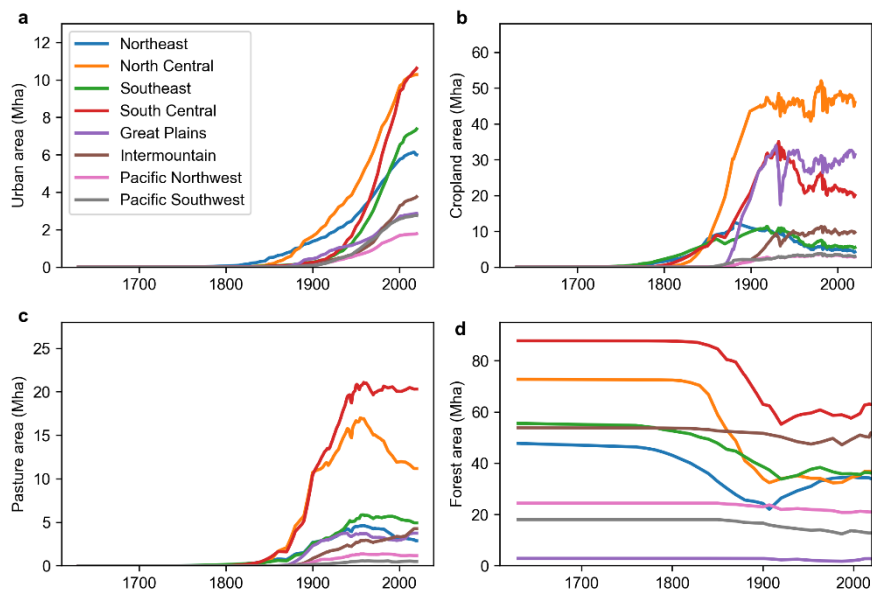 a
Urban area (Mha)
12
10
8
6
4
2
0
1700
1800
1900
2000
Northeast
North Central
Southeast
South Central
Great Plains
Intermountain
Pacific Northwest
Pacific Southwest
b
Cropland area (Mha)
60
50
40
30
20
10
0
1700
1800
1900
2000
c
Pasture area (Mha)
25
20
15
10
5
0
1700
1800
1900
2000
d
Forest area (Mha)
80
60
40
20
0
1700
1800
1900
2000